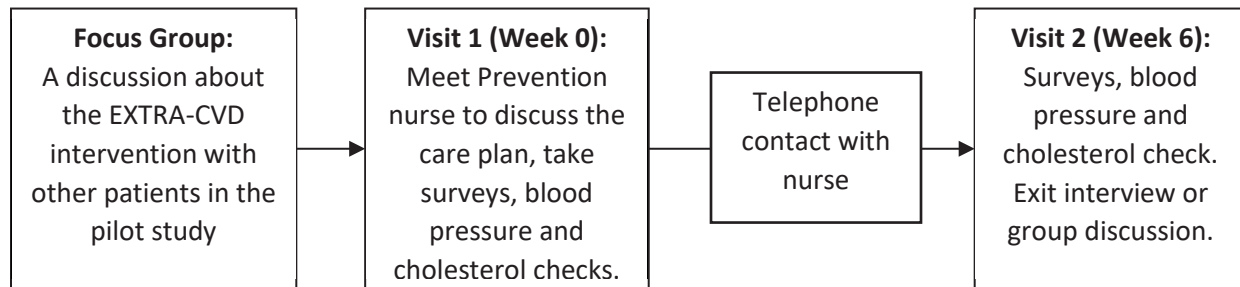 Focus Group:
A discussion about
the EXTRA-CVD
intervention with
other patients in the
pilot study
Visit 1 (Week 0):
Meet Prevention
nurse to discuss the
care plan, take
surveys, blood
pressure and
cholesterol checks.
Telephone
contact with
nurse
Visit 2 (Week 6):
Surveys, blood
pressure and
cholesterol check.
Exit interview or
group discussion.